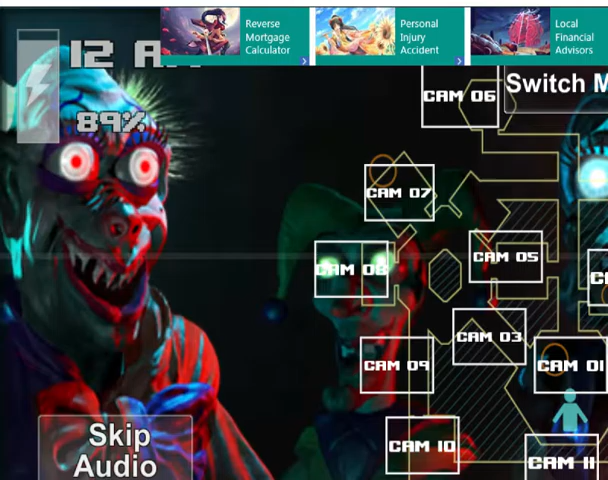 12 A
Reverse
Mortgage
Calculator
Personal
Injury
Accident
Local
Financial
Advisors
89%
CAM 06
Switch M
CAM 07
CAM 08
CAM 05
C
CAM 03
CAM 09
CAM 01
Skip
Audio
CAM 10
CAM 11